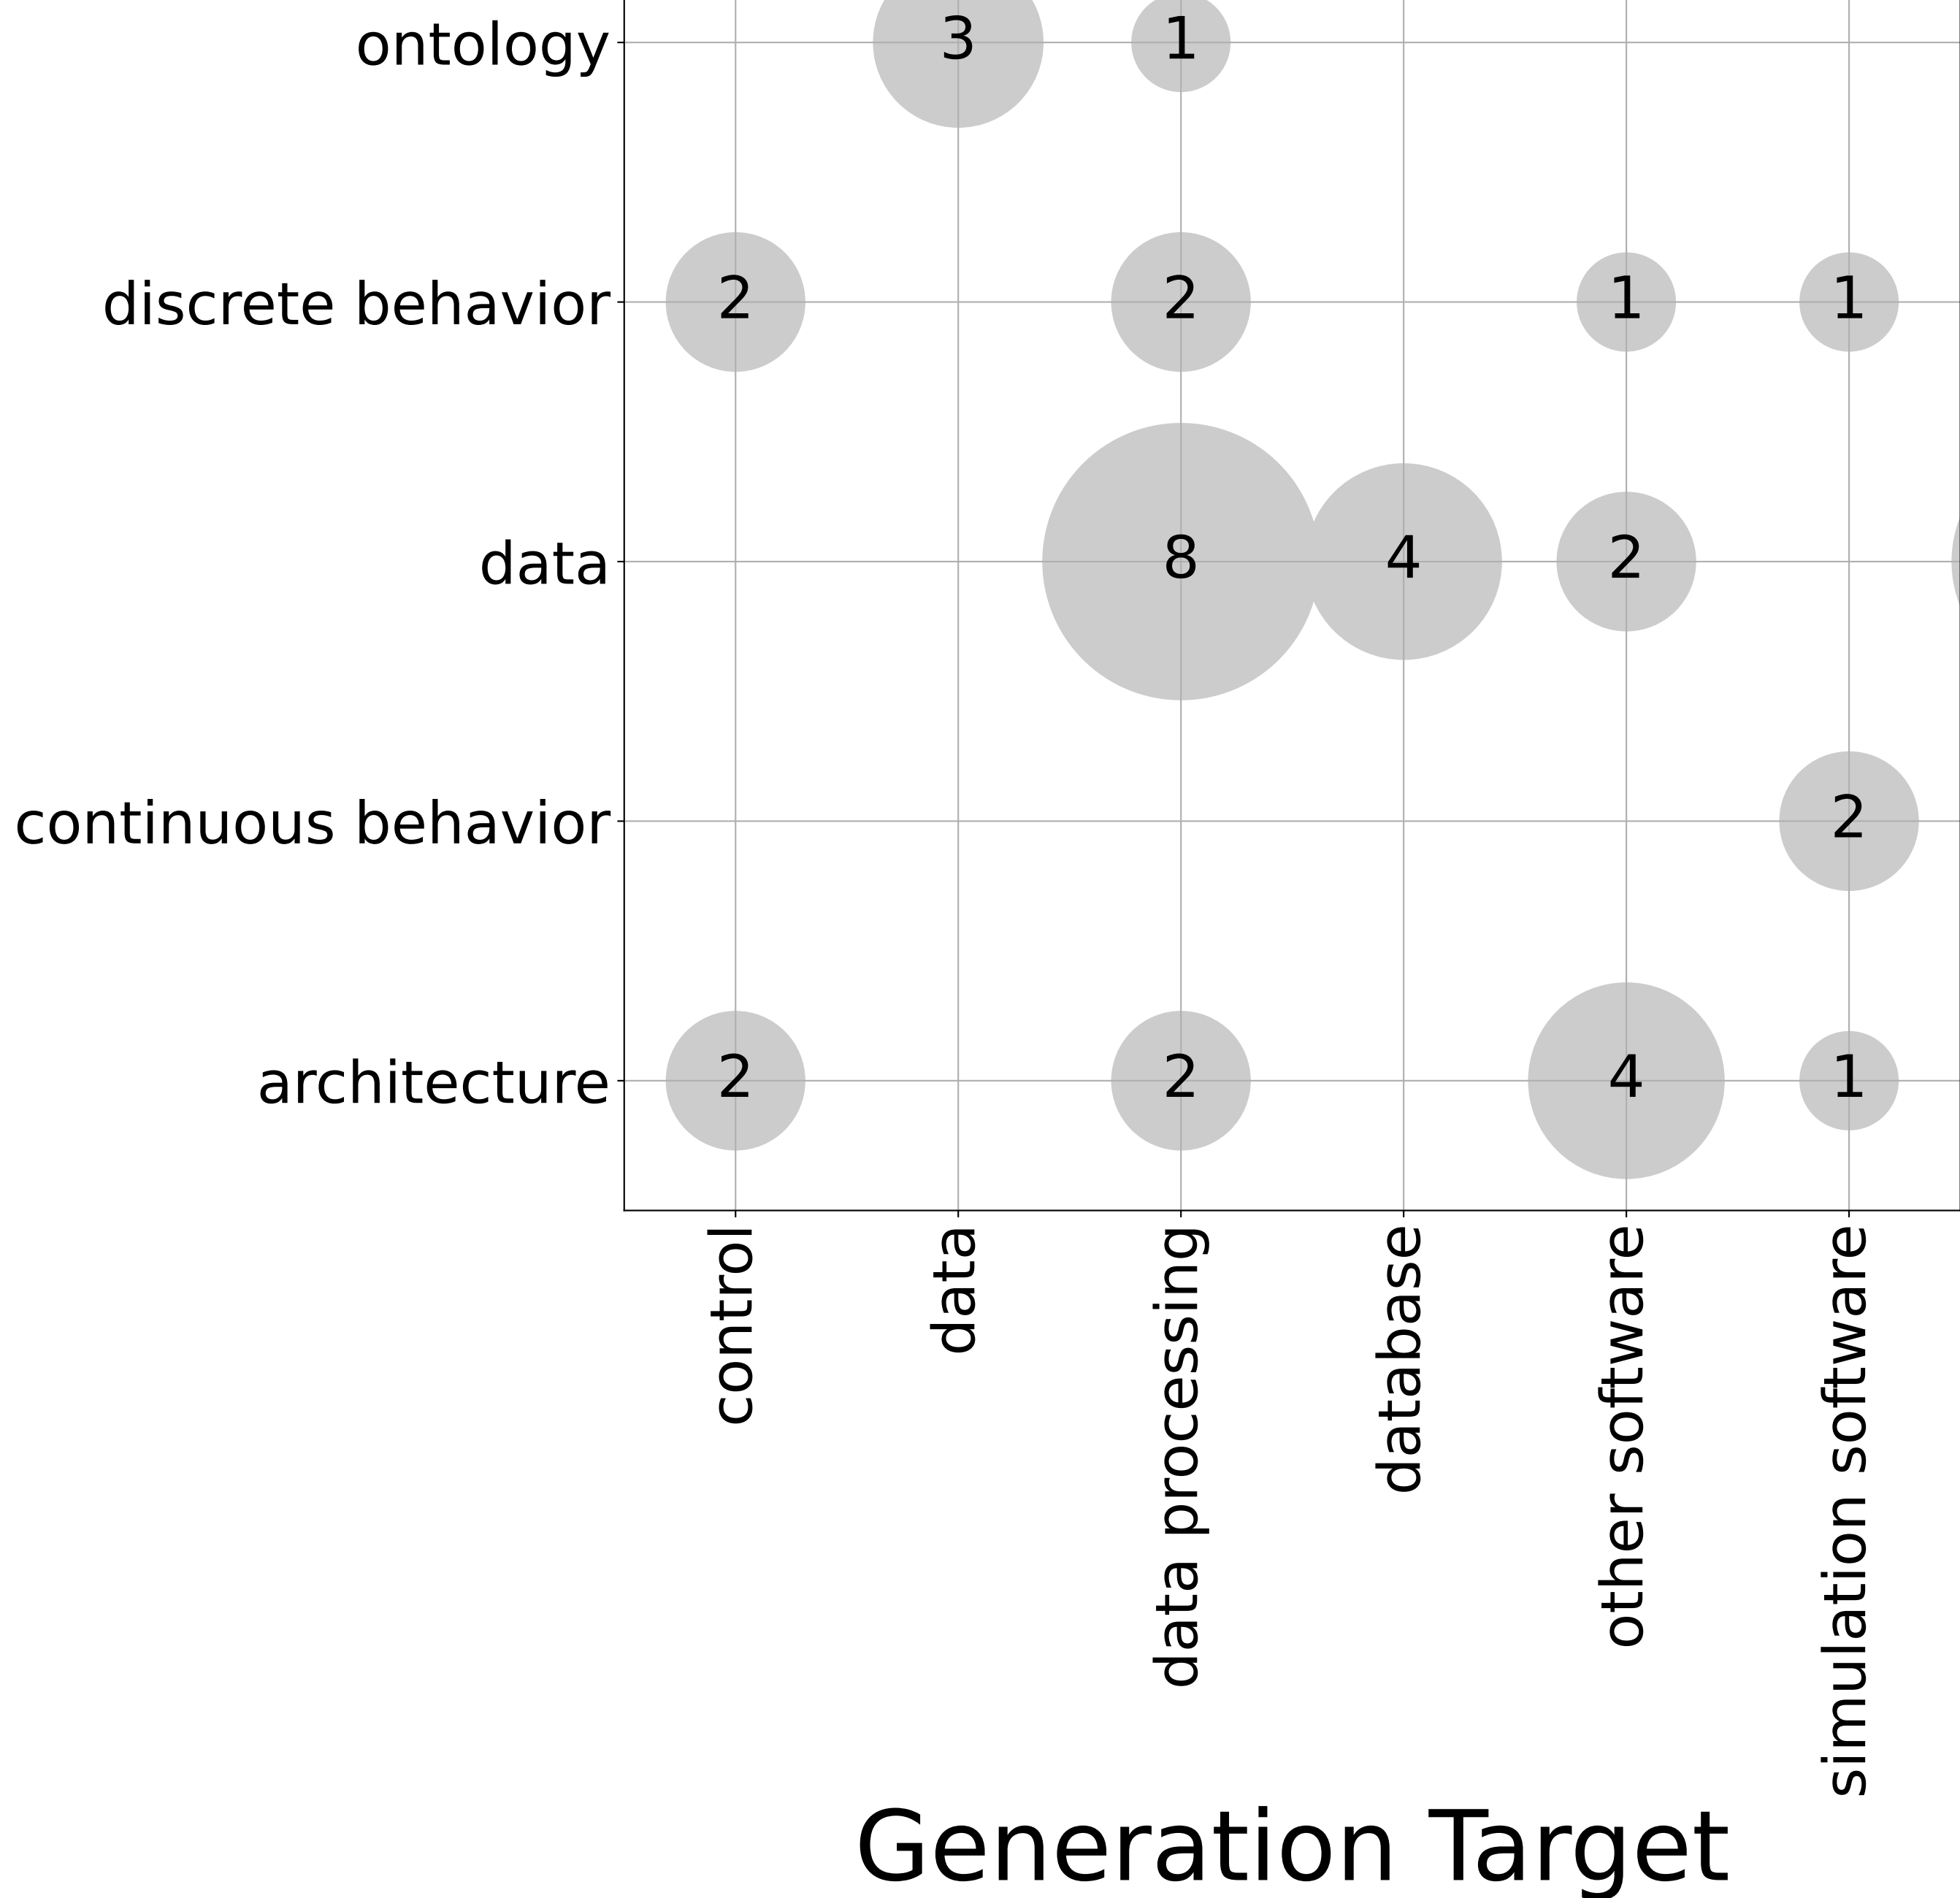 ontology 3 1
discrete behavior 2 2 1 1
data 8 4 2
continuous behavior 2
architecture 2 2 4 1
control
data
data processing
database
other software
simulation software
Generation Target